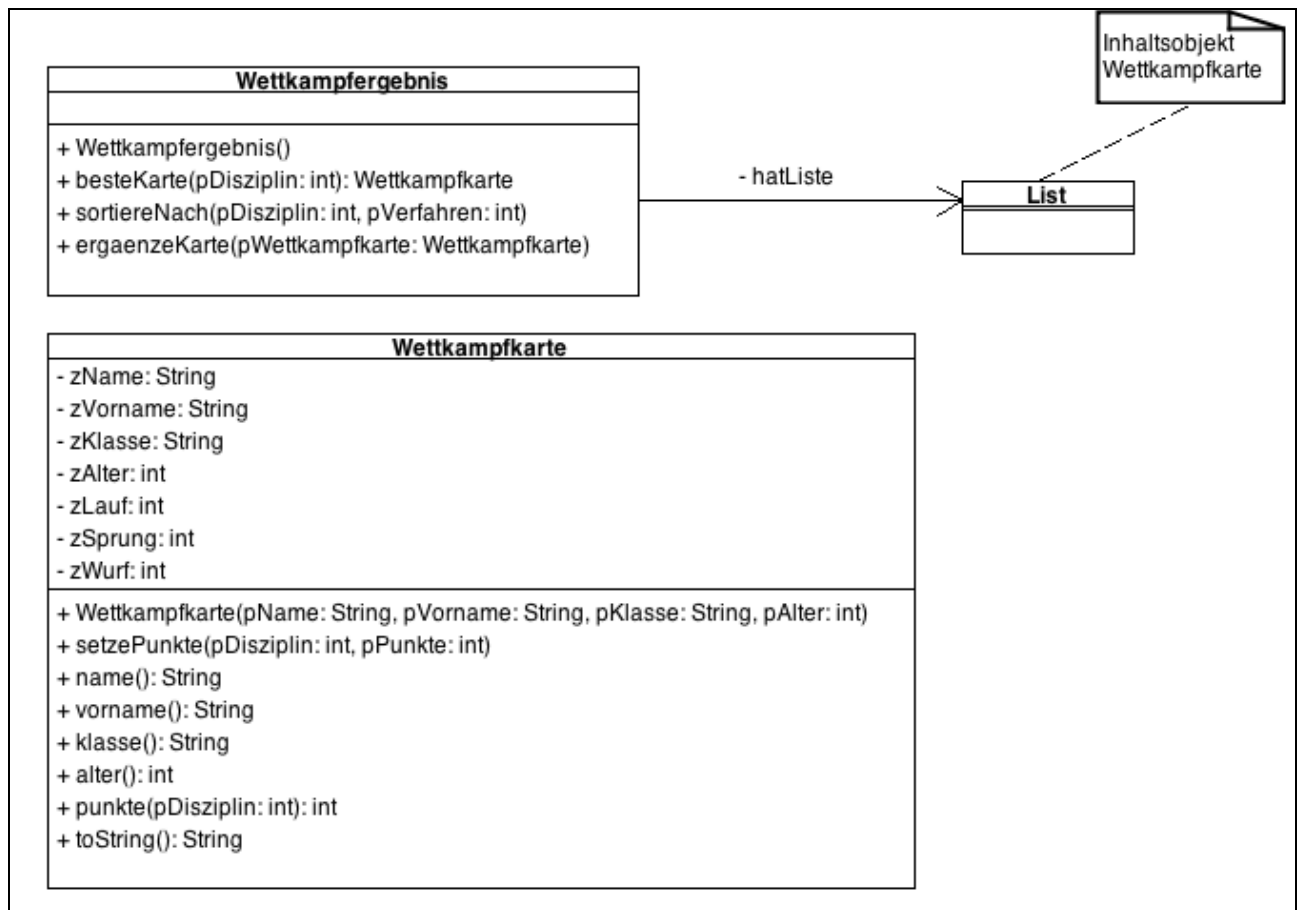 Inhaltsobjekt
Wettkampfkarte
Wettkampfergebnis
+ Wettkampfergebnis()
+ besteKarte(pDisziplin: int): Wettkampfkarte
+ sortiereNach(pDisziplin: int, pVerfahren: int)
+ ergaenzeKarte(pWettkampfkarte: Wettkampfkarte)
- hatListe
List
Wettkampfkarte
- zName: String
- zVorname: String
- zKlasse: String
- zAlter: int
- zLauf: int
- zSprung: int
- zWurf: int
+ Wettkampfkarte(pName: String, pVorname: String, pKlasse: String, pAlter: int)
+ setzePunkte(pDisziplin: int, pPunkte: int)
+ name(): String
+ vorname(): String
+ klasse(): String
+ alter(): int
+ punkte(pDisziplin: int): int
+ toString(): String